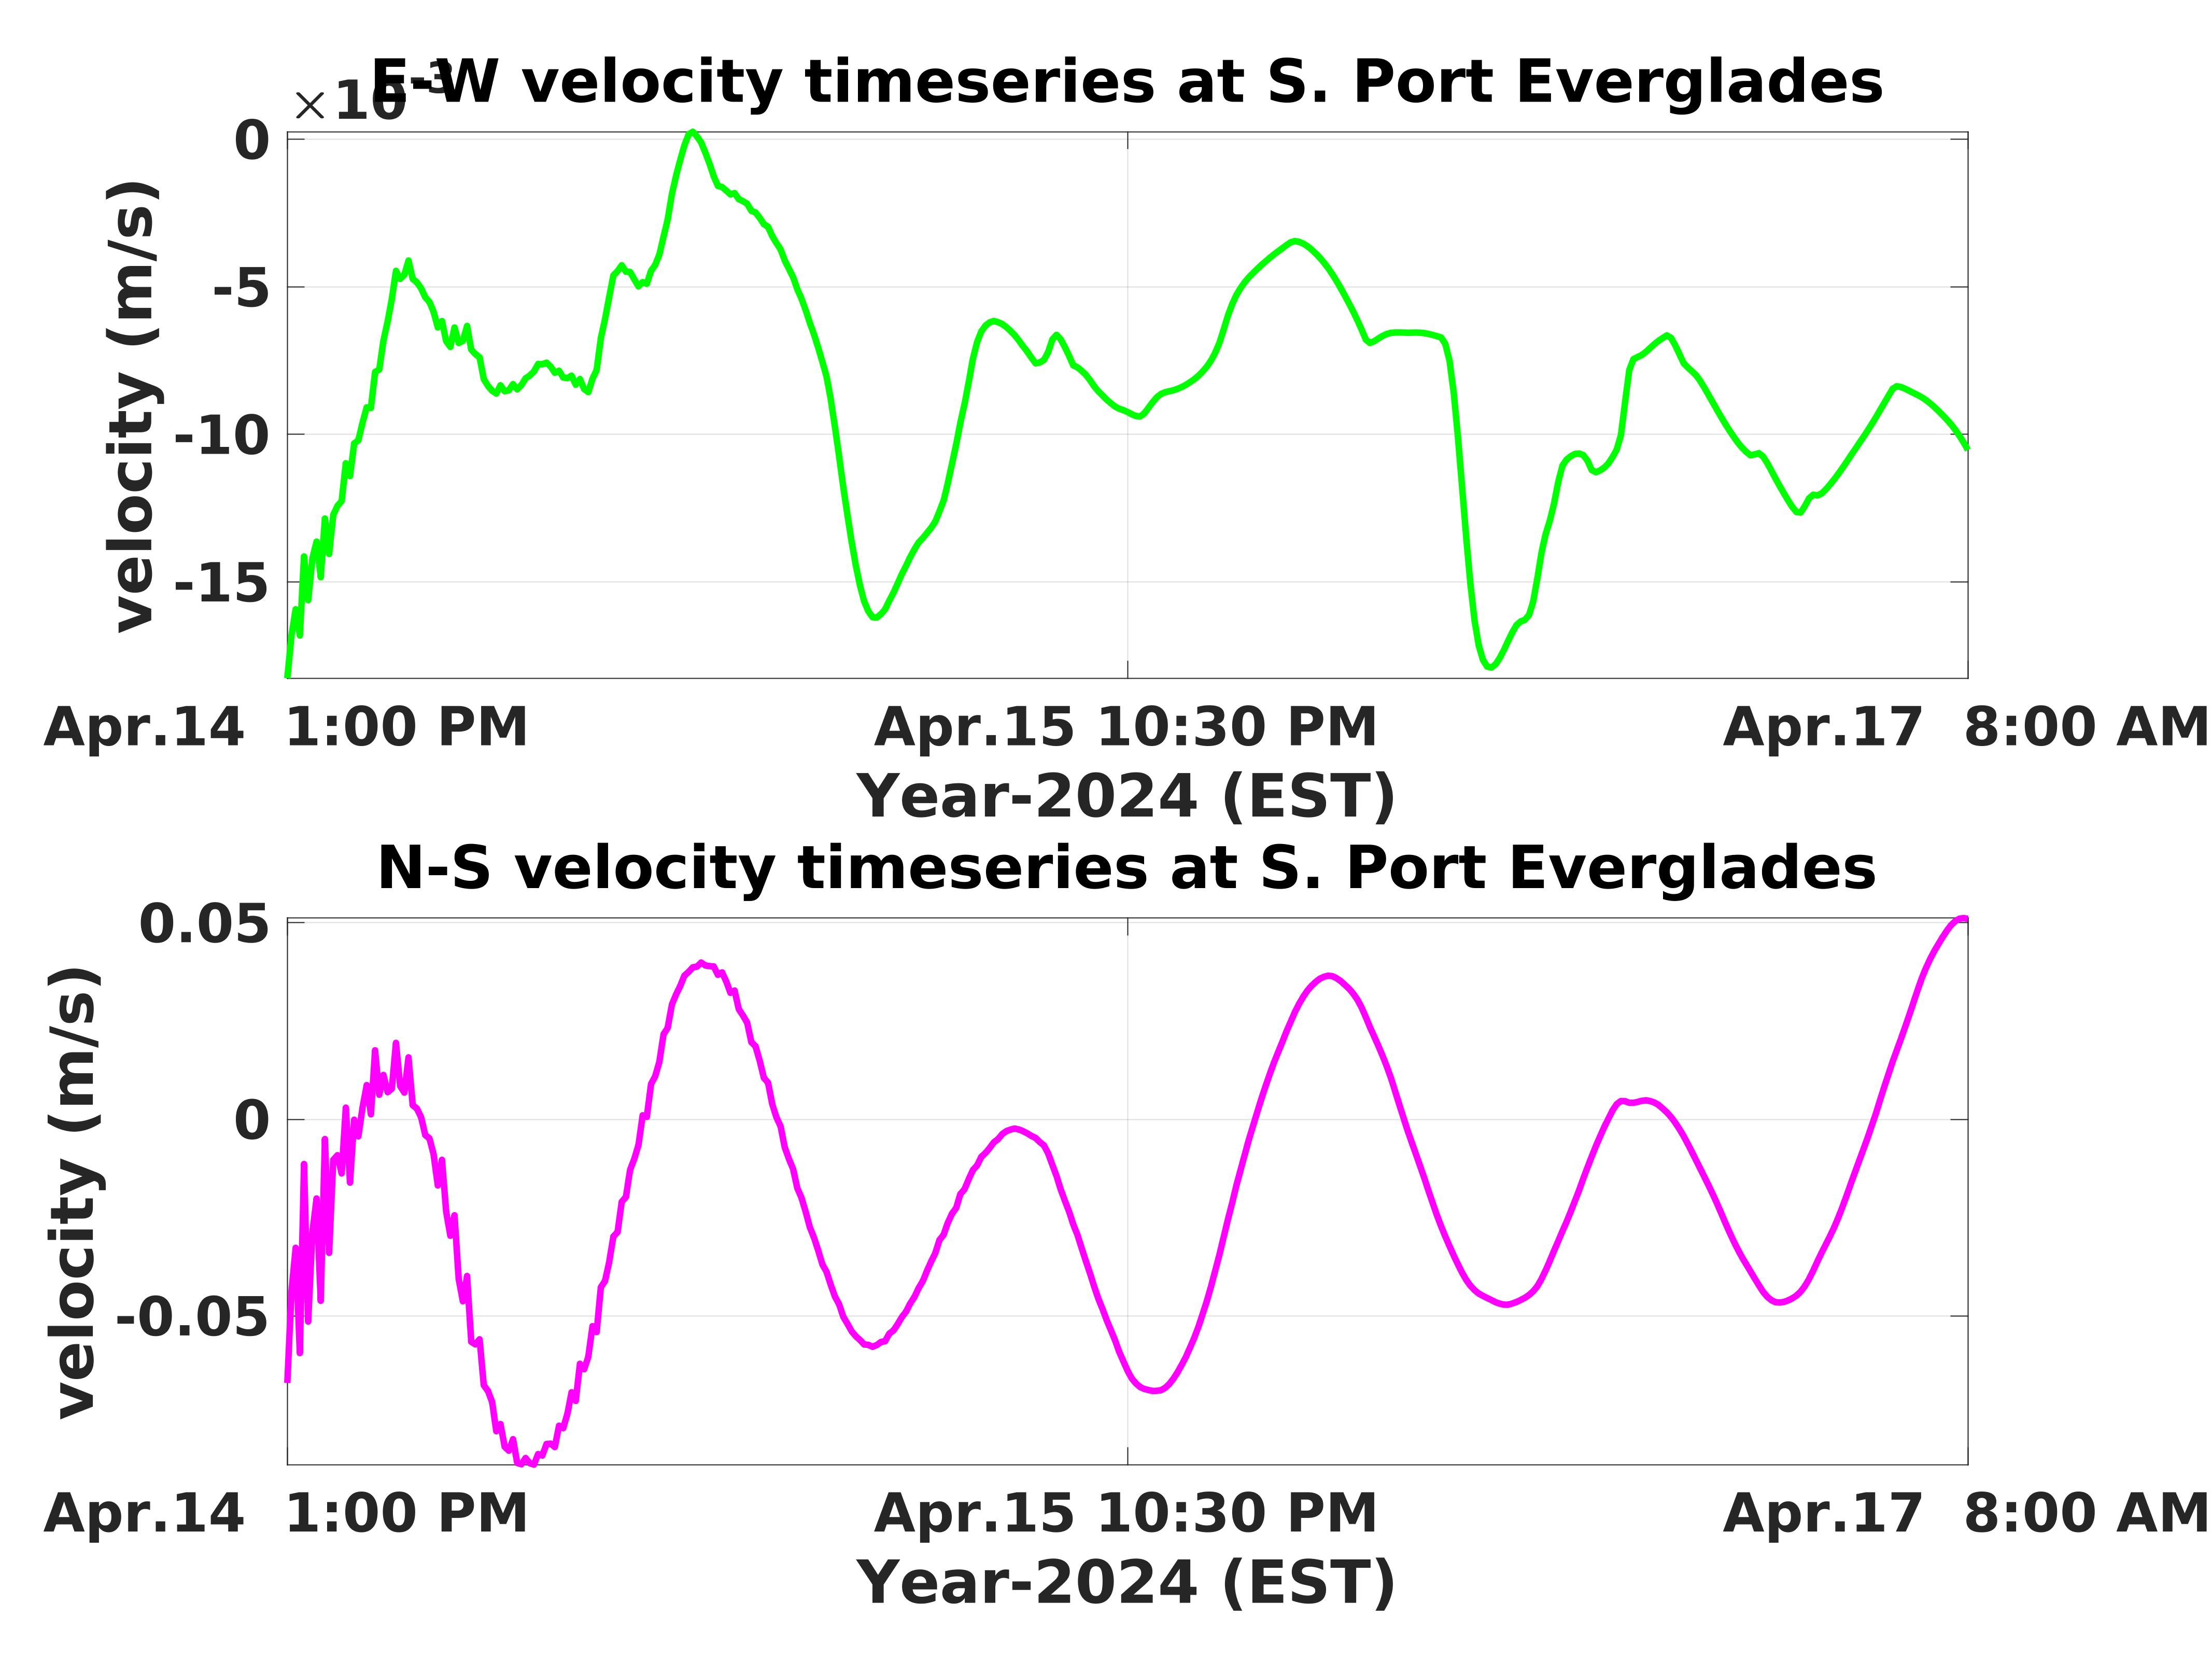 E-W velocity timeseries at S. Port Everglades
×10-3
velocity (m/s)
0
-5
-10
-15
Apr.14 1:00 PM Apr.15 10:30 PM Apr.17 8:00 AM
Year-2024 (EST)
N-S velocity timeseries at S. Port Everglades
velocity (m/s)
0.05
0
-0.05
Apr.14 1:00 PM Apr.15 10:30 PM Apr.17 8:00 AM
Year-2024 (EST)